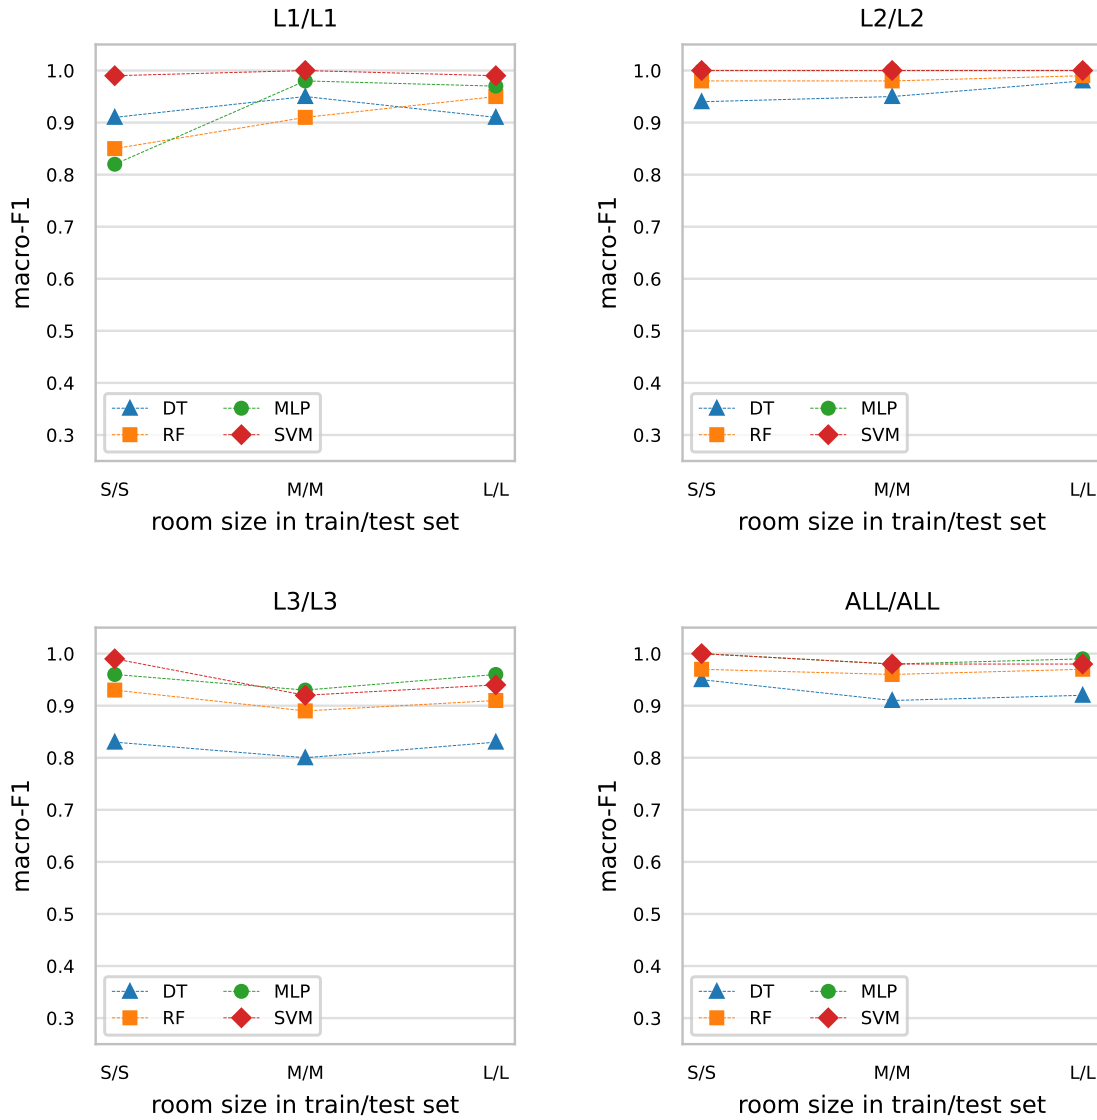 L1/L1
1.0
0.9
0.8
0.7
0.6
0.5
0.4
0.3
macro-F1
DT
RF
MLP
SVM
S/S M/M L/L
room size in train/test set
L2/L2
1.0
0.9
0.8
0.7
0.6
0.5
0.4
0.3
macro-F1
DT
RF
MLP
SVM
S/S M/M L/L
room size in train/test set
L3/L3
1.0
0.9
0.8
0.7
0.6
0.5
0.4
0.3
macro-F1
DT
RF
MLP
SVM
S/S M/M L/L
room size in train/test set
ALL/ALL
1.0
0.9
0.8
0.7
0.6
0.5
0.4
0.3
macro-F1
DT
RF
MLP
SVM
S/S M/M L/L
room size in train/test set